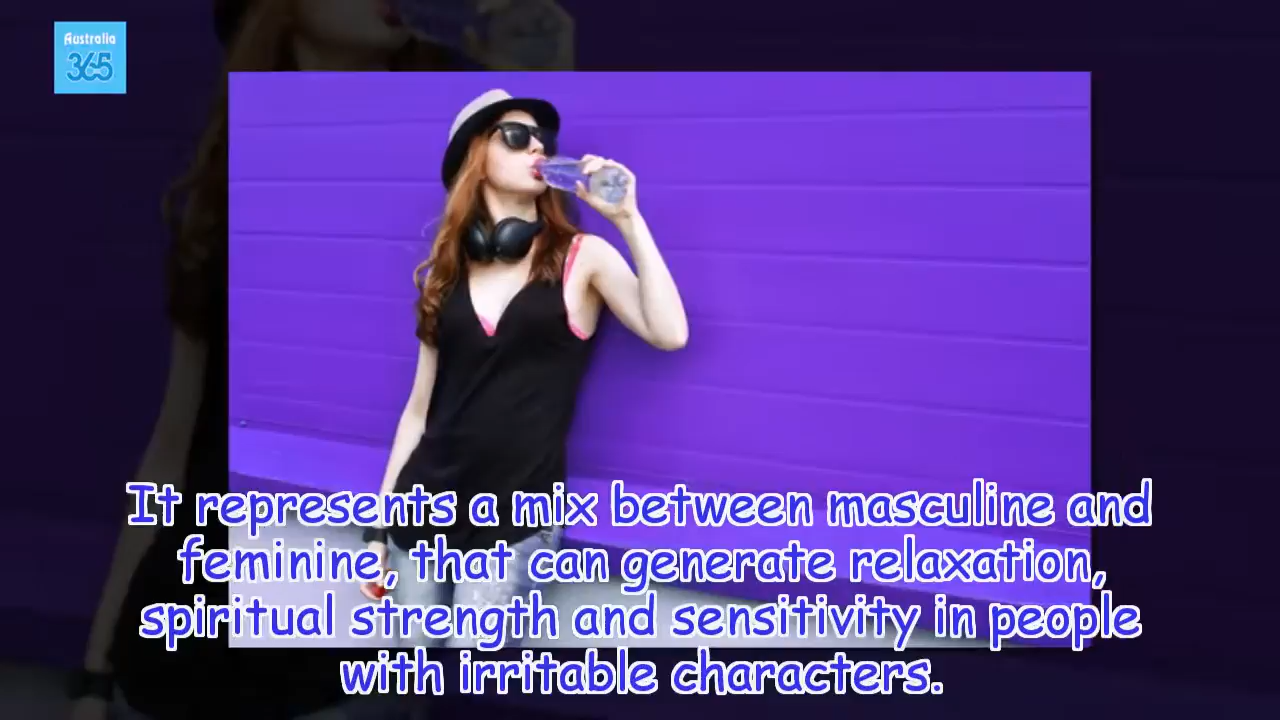 Australia
365
It represents a mix between masculine and
feminine, that can generate relaxation,
spiritual strength and sensitivity in people
with irritable characters.